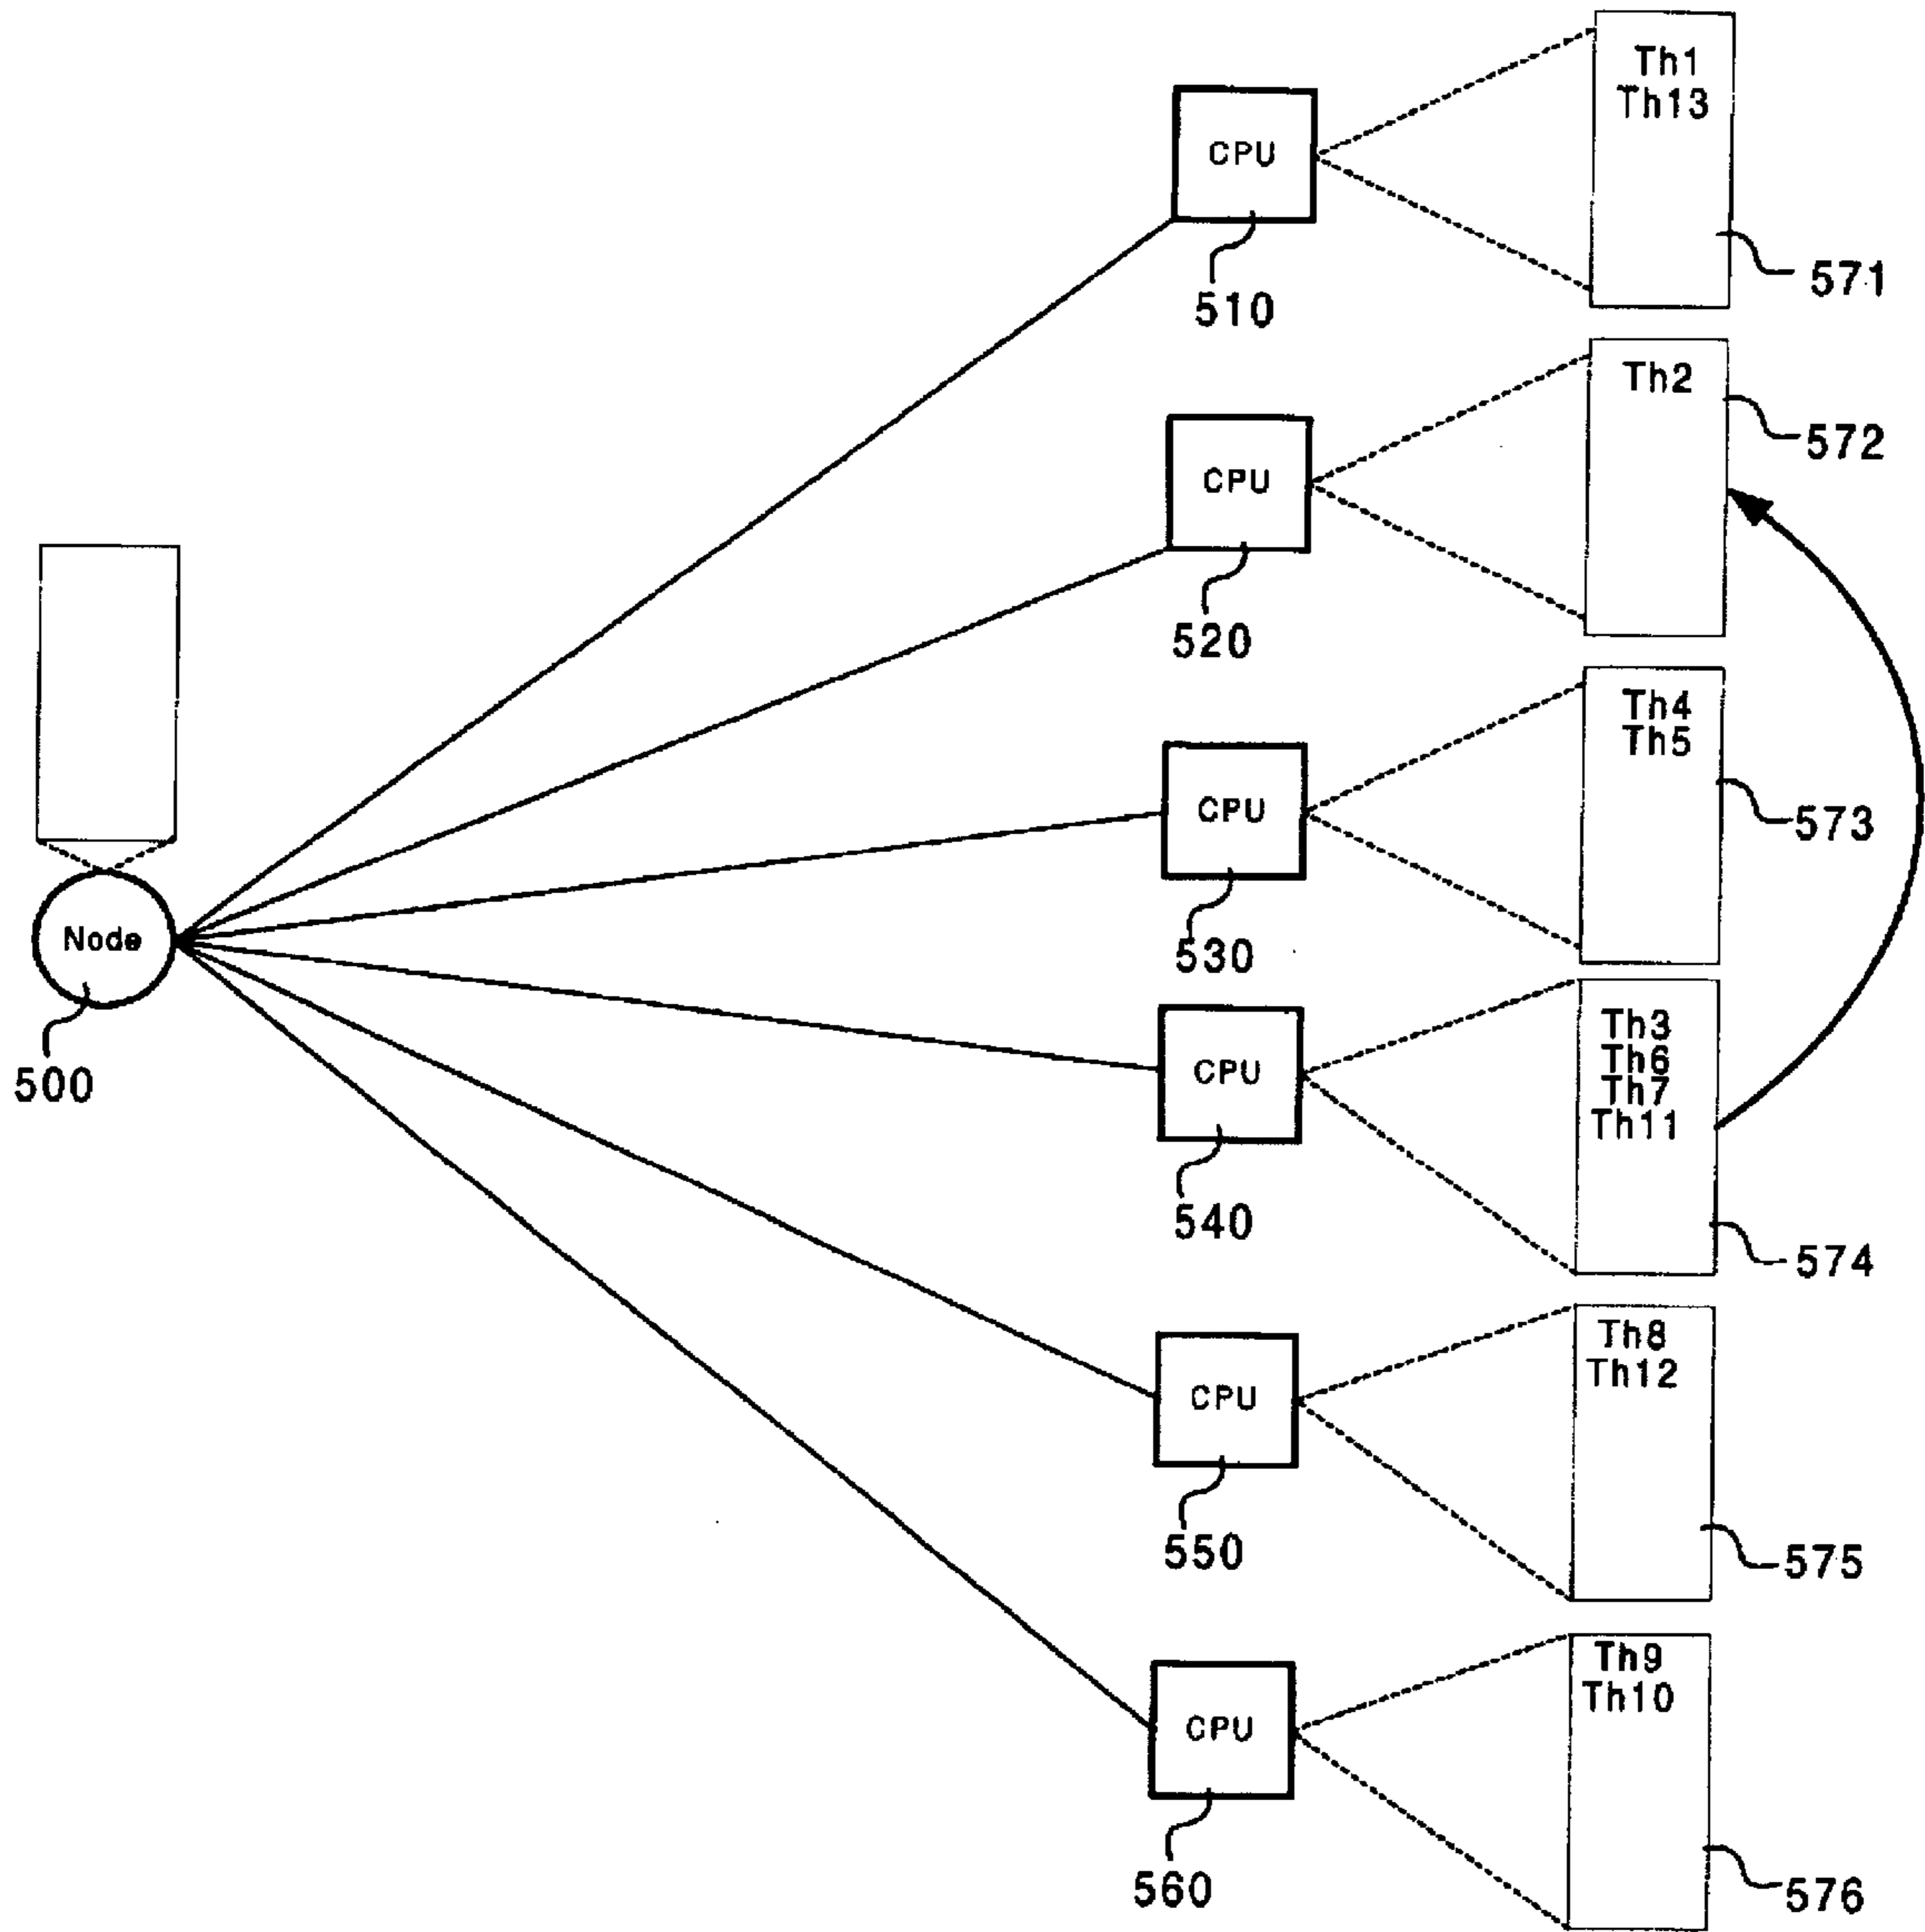 Th1
Th13
CPU
510
571
Th2
572
CPU
520
Th4
Th5
573
CPU
530
Node
500
Th3
Th6
Th7
Th11
CPU
540
574
Th8
Th12
CPU
550
575
Th9
Th10
CPU
560
576